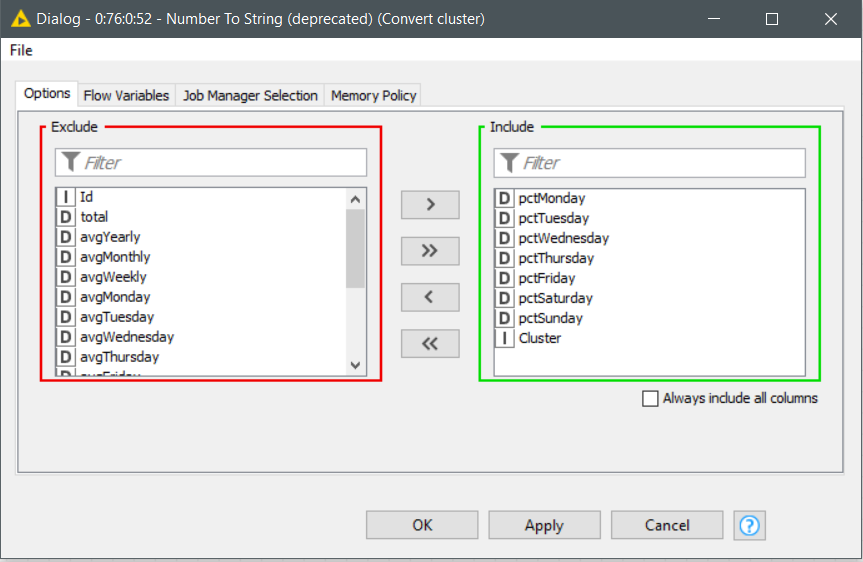 Dialog - 0:76:0:52 - Number To String (deprecated) (Convert cluster)
File
Options Flow Variables Job Manager Selection Memory Policy
Exclude
Filter
I Id
D total
D avgYearly
D avgMonthly
D avgWeekly
D avgMonday
D avgTuesday
D avgWednesday
D avgThursday
D avgFriday
>
>>
<
<<
Include
Filter
D pctMonday
D pctTuesday
D pctWednesday
D pctThursday
D pctFriday
D pctSaturday
D pctSunday
I Cluster
Always include all columns
OK Apply Cancel ?